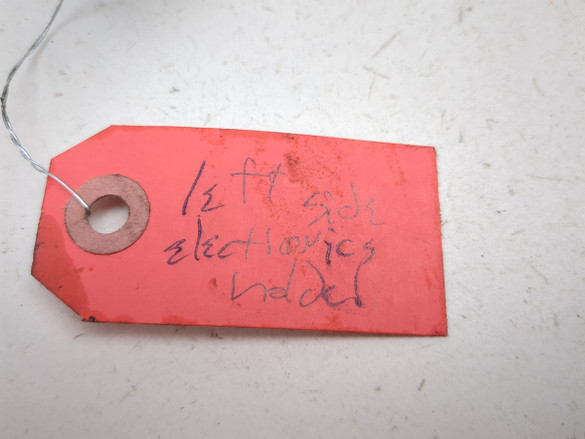 left side
electronics
holder